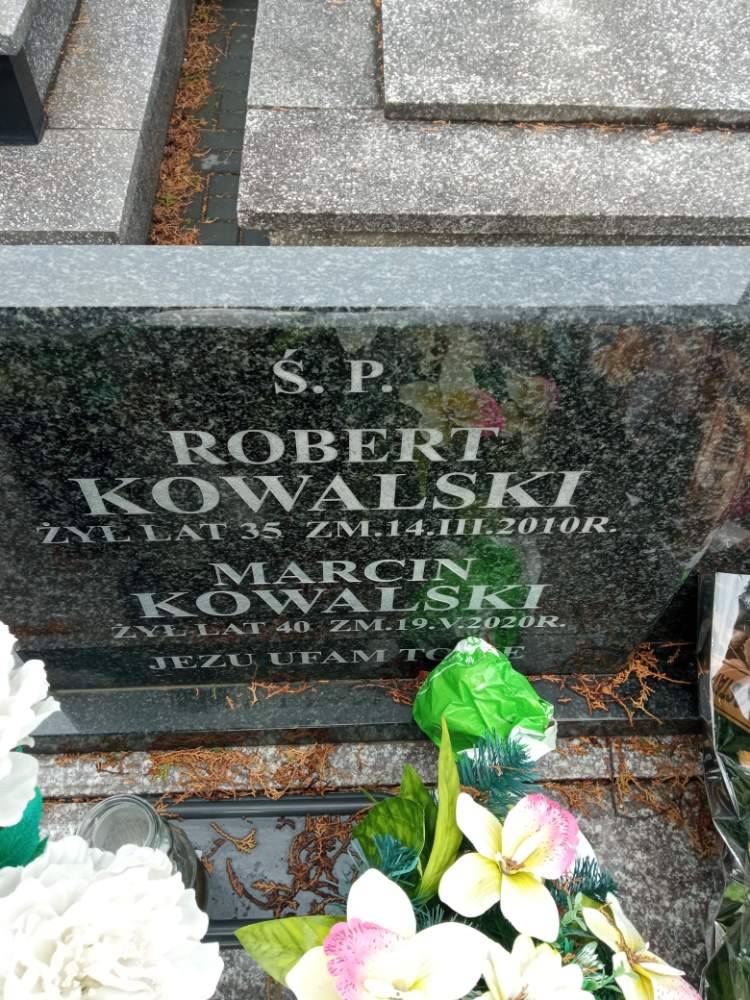 Ś. P.
ROBERT
KOWALSKI
ŻYŁ LAT 35 ZM.14.III.2010R.
MARCIN
KOWALSKI
ŻYŁ LAT 40 ZM.19.V.2020R.
JEZU UFAM